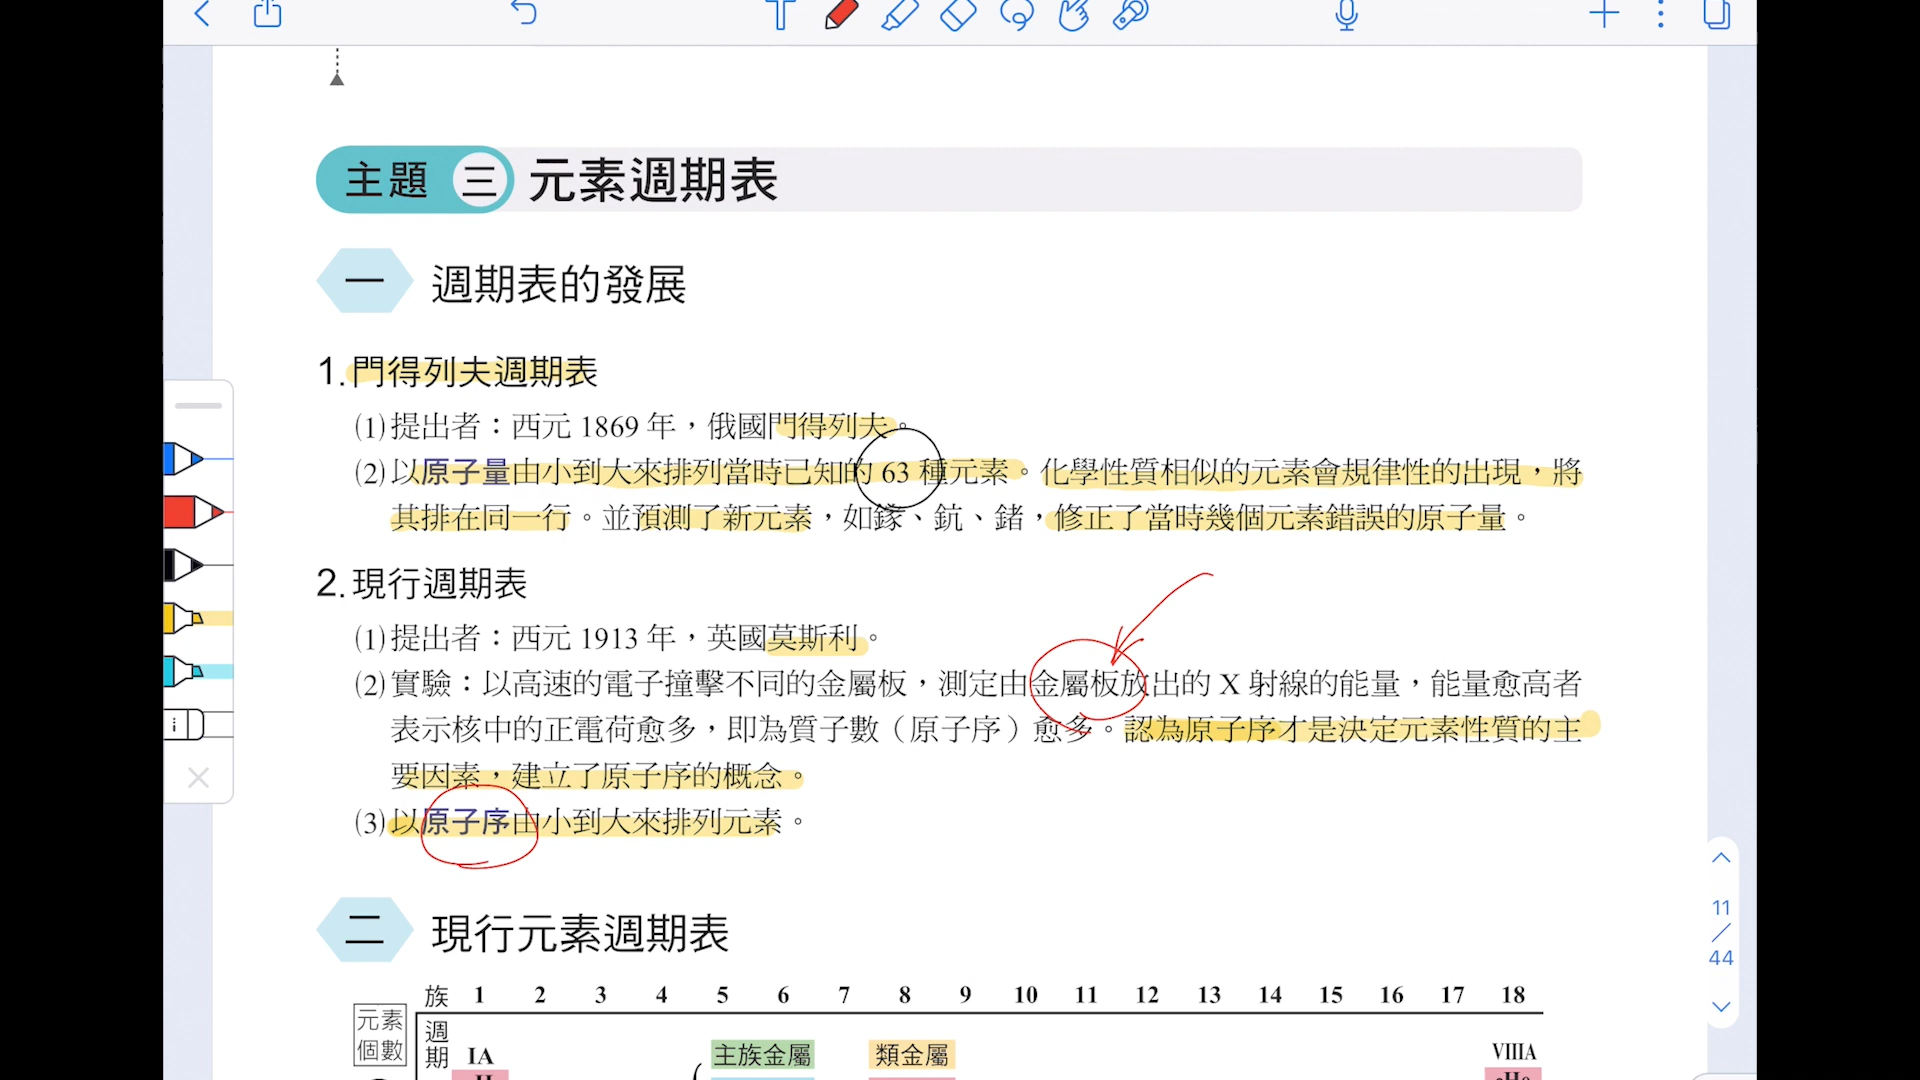 主題 三 元素週期表
一 週期表的發展
1.門得列夫週期表
(1)提出者：西元 1869 年，俄國門得列夫。
(2)以原子量由小到大來排列當時已知的 63 種元素。化學性質相似的元素會規律性的出現，將
其排在同一行。並預測了新元素，如鎵、鈧、鍺，修正了當時幾個元素錯誤的原子量。
2.現行週期表
(1)提出者：西元 1913 年，英國莫斯利。
(2)實驗：以高速的電子撞擊不同的金屬板，測定由金屬板放出的 X 射線的能量，能量愈高者
表示核中的正電荷愈多，即為質子數（原子序）愈多。認為原子序才是決定元素性質的主
要因素，建立了原子序的概念。
(3)以原子序由小到大來排列元素。
11
/
44
二 現行元素週期表
族 1 2 3 4 5 6 7 8 9 10 11 12 13 14 15 16 17 18
元素
個數
週
期
IA
主族金屬
類金屬
VIIIA